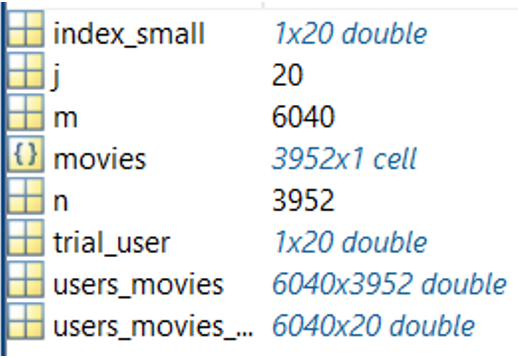 index_small 1x20 double
j 20
m 6040
{} movies 3952x1 cell
n 3952
trial_user 1x20 double
users_movies 6040x3952 double
users_movies_... 6040x20 double